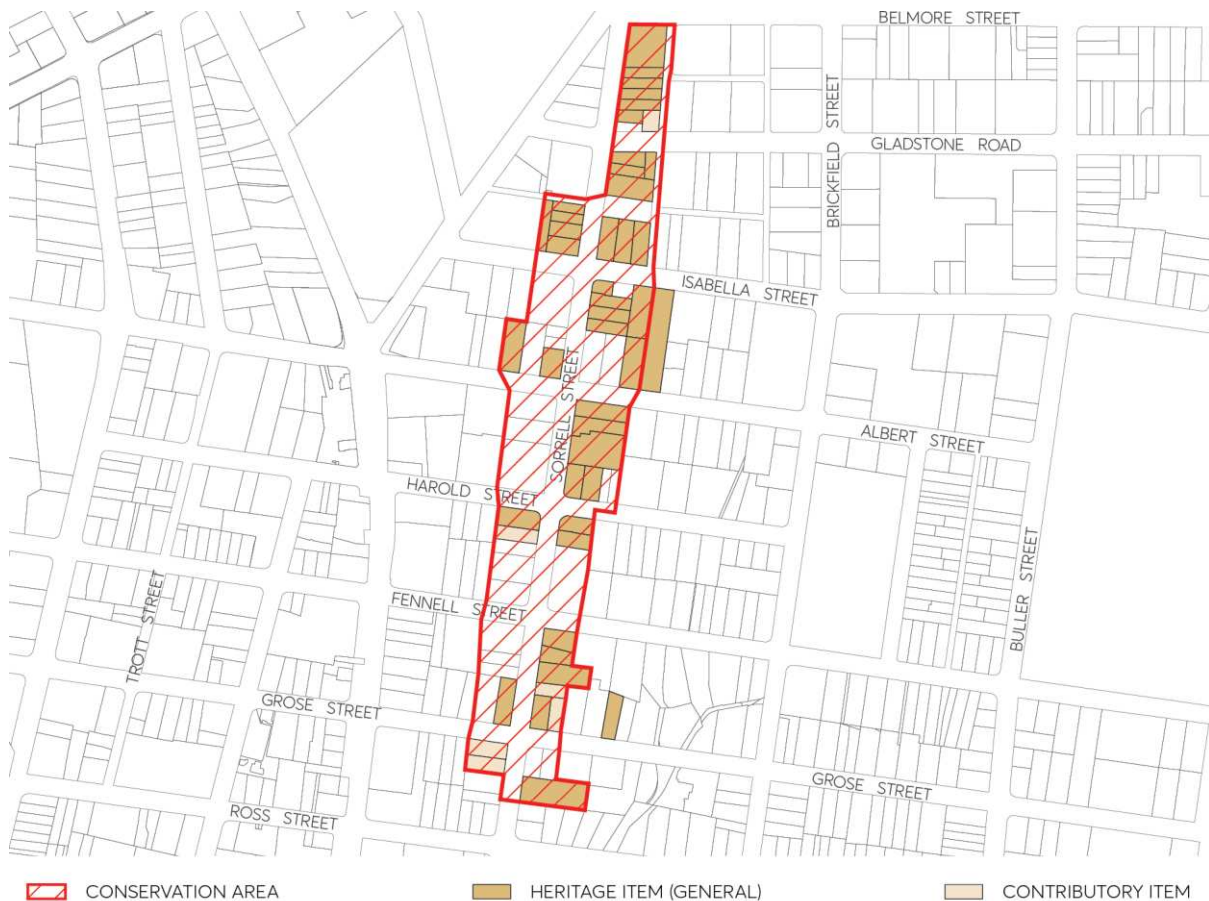 BELMORE STREET
BRICKFIELD STREET
GLADSTONE ROAD
ISABELLA STREET
SORRELL STREET
ALBERT STREET
HAROLD STREET
BULLER STREET
FENNELL STREET
TROTT STREET
GROSE STREET
GROSE STREET
ROSS STREET
CONSERVATION AREA
HERITAGE ITEM (GENERAL)
CONTRIBUTORY ITEM